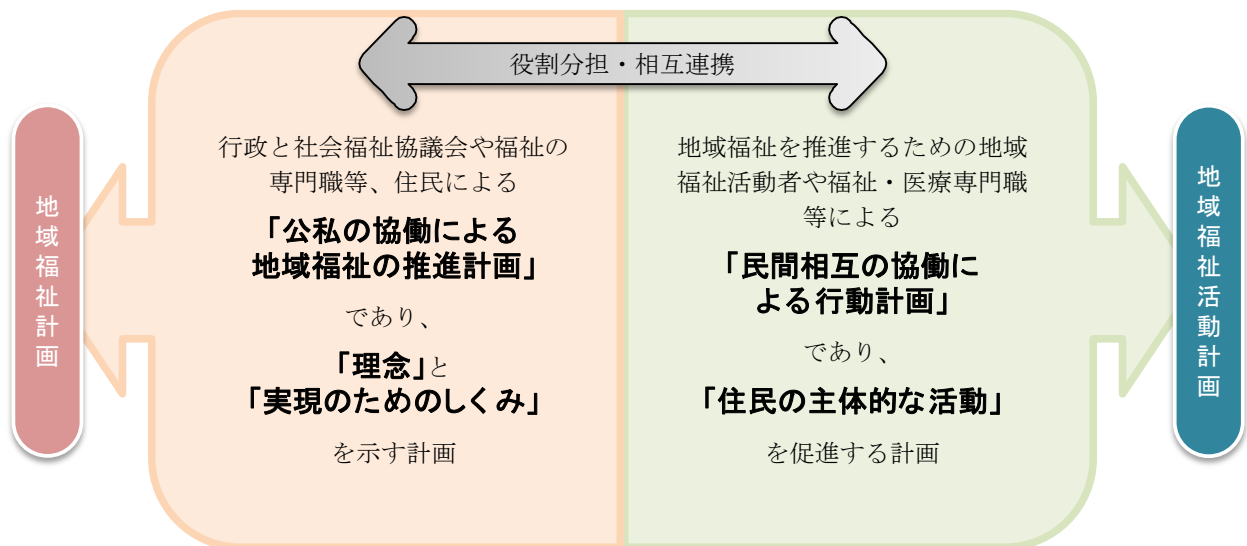 役割分担・相互連携
地域福祉計画
行政と社会福祉協議会や福祉の
専門職等、住民による
「公私の協働による
地域福祉の推進計画」
であり、
「理念」と
「実現のためのしくみ」
を示す計画
地域福祉を推進するための地域
福祉活動者や福祉・医療専門職
等による
「民間相互の協働に
よる行動計画」
であり、
「住民の主体的な活動」
を促進する計画
地域福祉活動計画